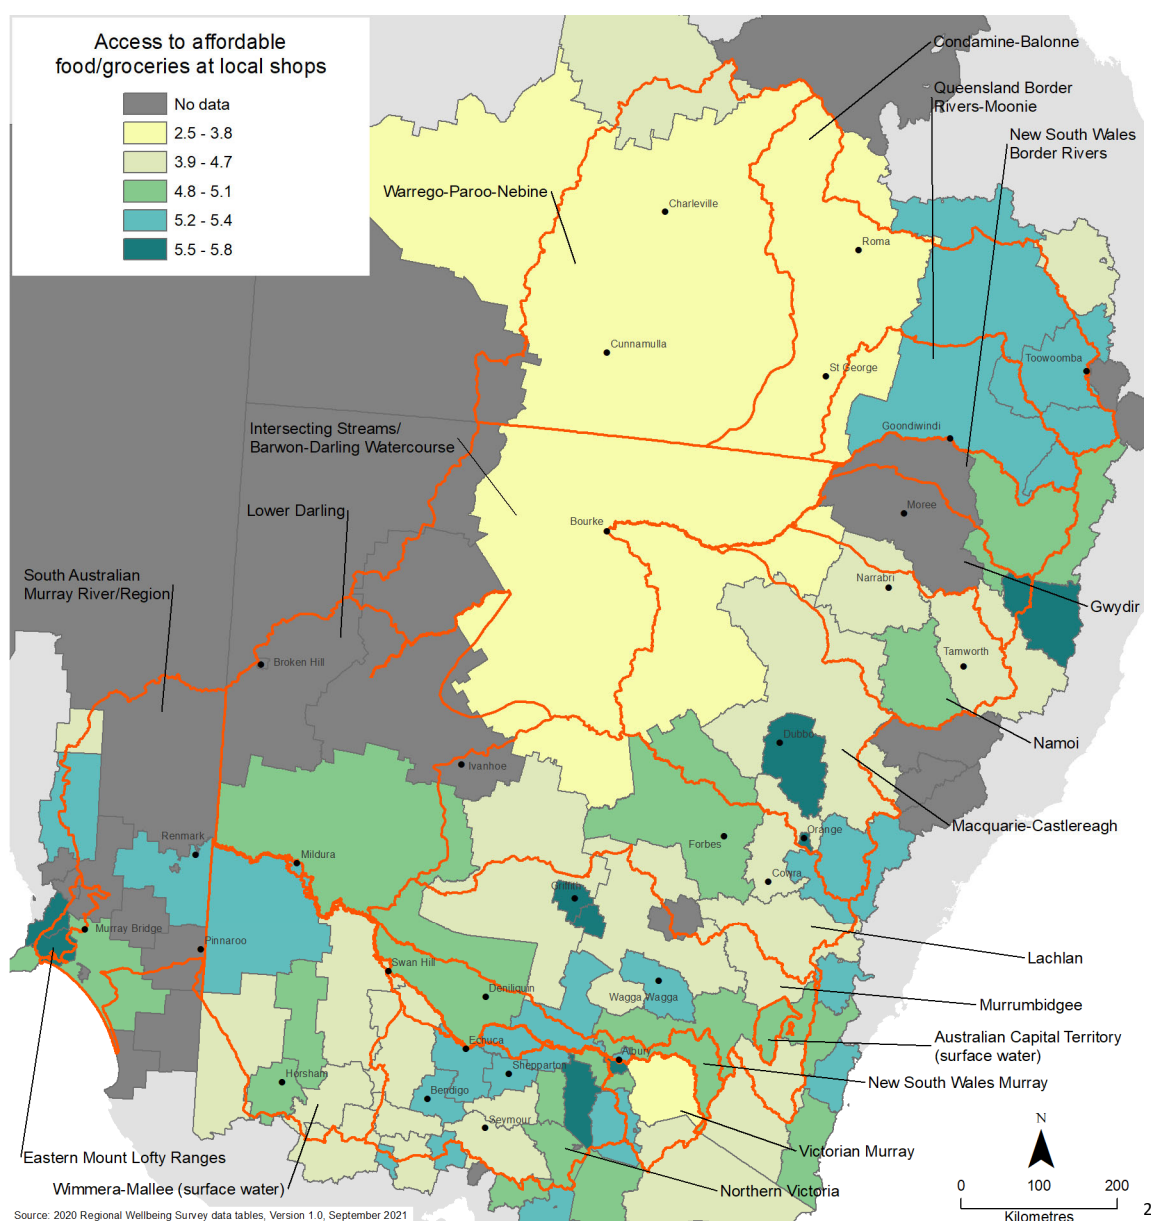 Access to affordable
food/groceries at local shops
No data
2.5 - 3.8
3.9 - 4.7
4.8 - 5.1
5.2 - 5.4
5.5 - 5.8
Condamine-Balonne
Queensland Border
Rivers-Moonie
New South Wales
Border Rivers
Warrego-Paroo-Nebine
Charleville
Roma
Cunnamulla
St George
Toowoomba
Goondiwindi
Intersecting Streams/
Barwon-Darling Watercourse
Lower Darling
Bourke
Moree
South Australian
Murray River/Region
Narrabri
Gwydir
Broken Hill
Tamworth
Namoi
Dubbo
Ivanhoe
Macquarie-Castlereagh
Renmark
Mildura
Forbes
Orange
Cowra
Griffith
Murray Bridge
Pinnaroo
Lachlan
Swan Hill
Deniliquin
Wagga Wagga
Murrumbidgee
Australian Capital Territory
(surface water)
Echuca
Albury
Shepparton
New South Wales Murray
Horsham
Bendigo
Seymour
Victorian Murray
Eastern Mount Lofty Ranges
Wimmera-Mallee (surface water)
Northern Victoria
N
0 100 200
Kilometres
2
Source: 2020 Regional Wellbeing Survey data tables, Version 1.0, September 2021